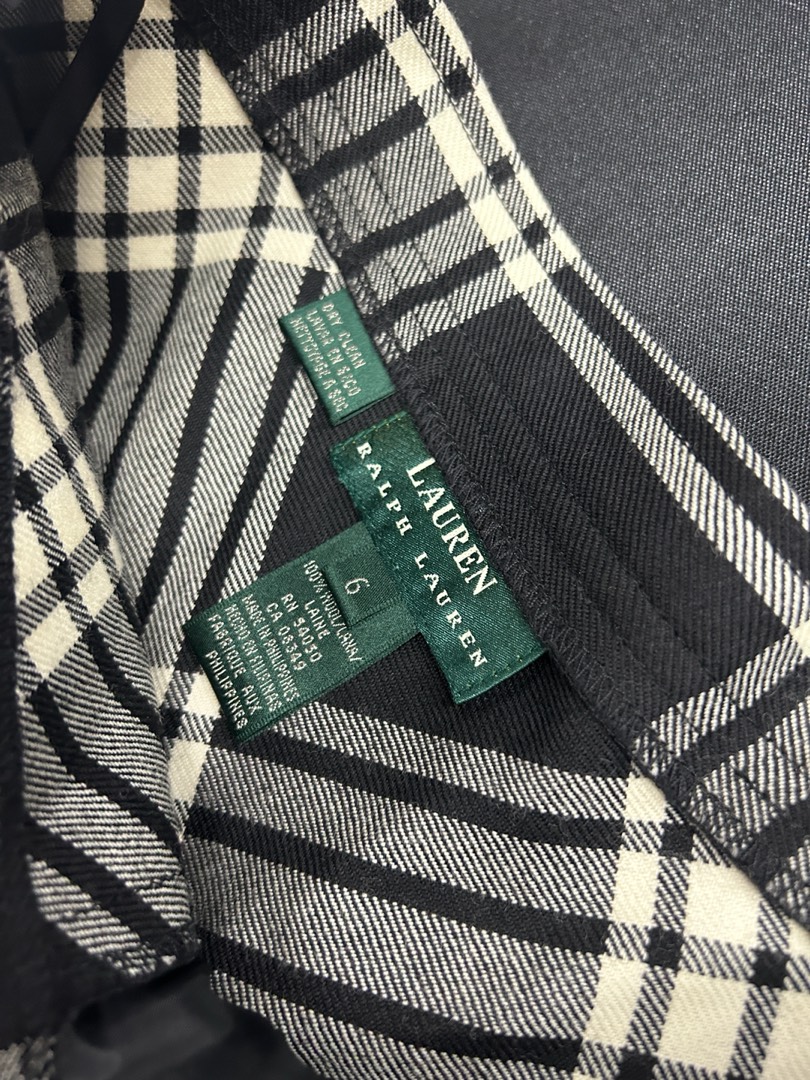 DRY CLEAN
LAVAR EN SECO
NETTOYAGE A SEC
LAUREN
RALPH LAUREN
6
100% WOOL/LANA/
LAINE
RN 54030
CA 08349
MADE IN PHILIPPINES
HECHO EN FILIPINAS
FABRIQUE AUX
PHILIPPINES